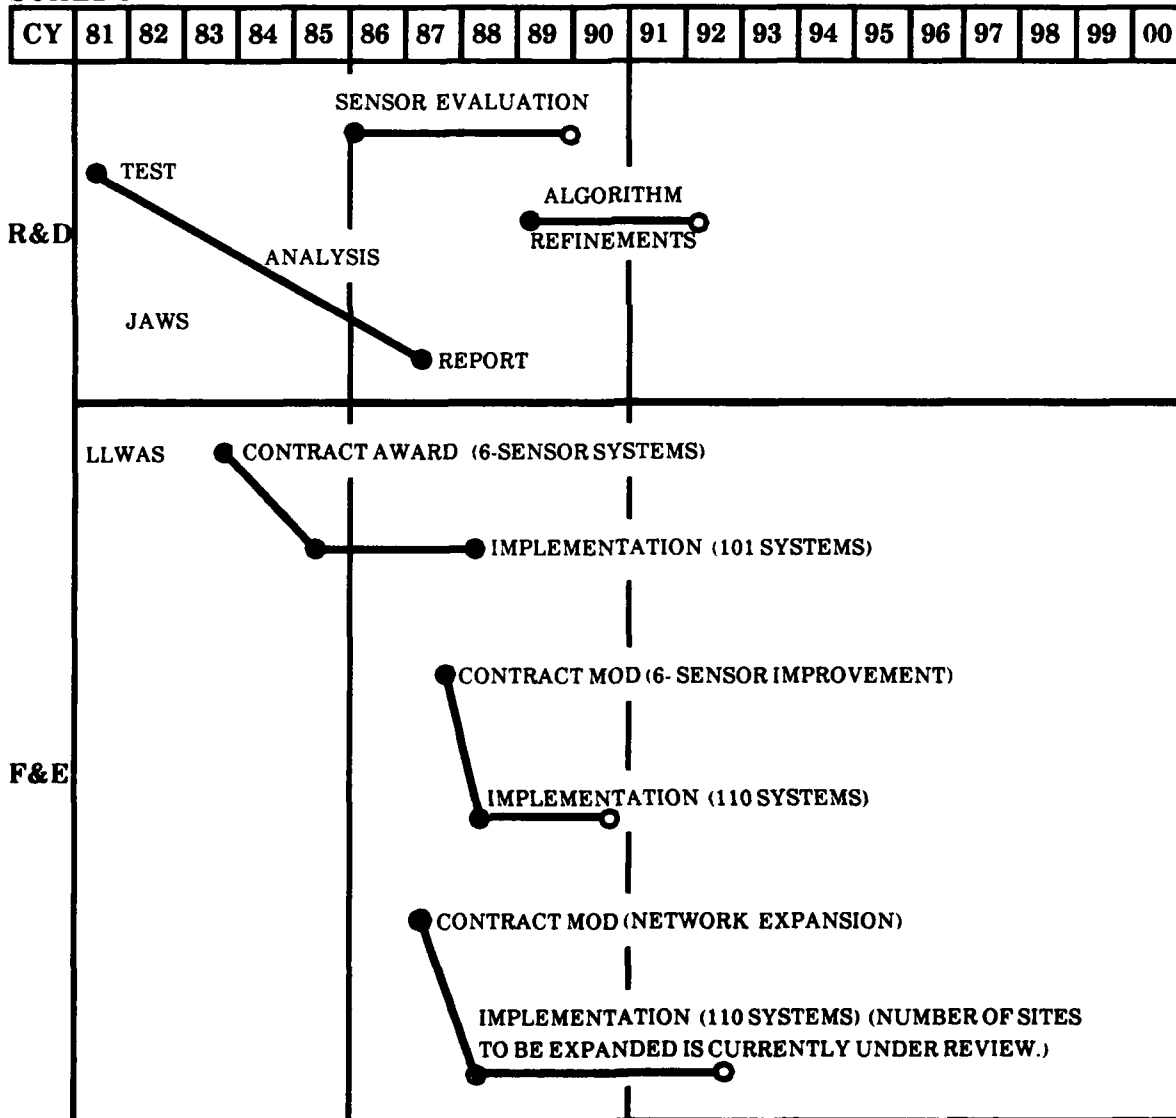 CY 81 82 83 84 85 86 87 88 89 90 91 92 93 94 95 96 97 98 99 00
SENSOR EVALUATION
TEST
ALGORITHM
R&D
REFINEMENTS
ANALYSIS
JAWS
REPORT
LLWAS
CONTRACT AWARD (6-SENSOR SYSTEMS)
IMPLEMENTATION (101 SYSTEMS)
CONTRACT MOD (6- SENSOR IMPROVEMENT)
F&E
IMPLEMENTATION (110 SYSTEMS)
CONTRACT MOD (NETWORK EXPANSION)
IMPLEMENTATION (110 SYSTEMS) (NUMBER OF SITES
TO BE EXPANDED IS CURRENTLY UNDER REVIEW.)